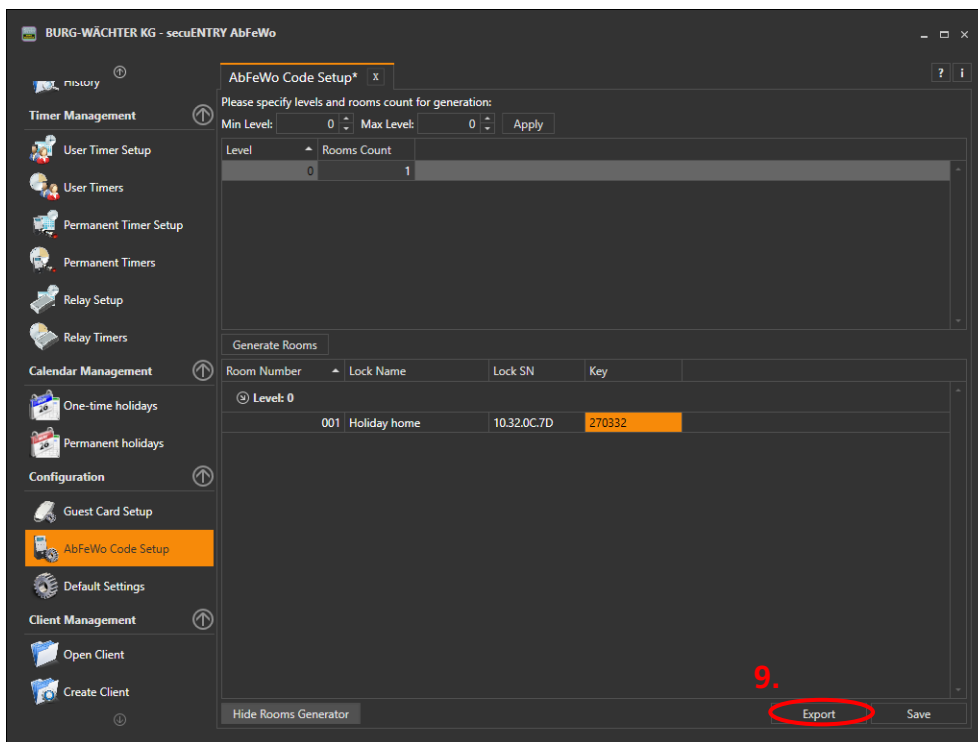 BURG-WÄCHTER KG - secuENTRY AbFeWo
History
Timer Management
User Timer Setup
User Timers
Permanent Timer Setup
Permanent Timers
Relay Setup
Relay Timers
Calendar Management
One-time holidays
Permanent holidays
Configuration
Guest Card Setup
AbFeWo Code Setup
Default Settings
Client Management
Open Client
Create Client
AbFeWo Code Setup* x
? i
Please specify levels and rooms count for generation:
Min Level: 0 Max Level: 0 Apply
Level Rooms Count
0 1
Generate Rooms
Room Number Lock Name Lock SN Key
Level: 0
001 Holiday home 10.32.0C.7D 270332
9.
Hide Rooms Generator Export Save